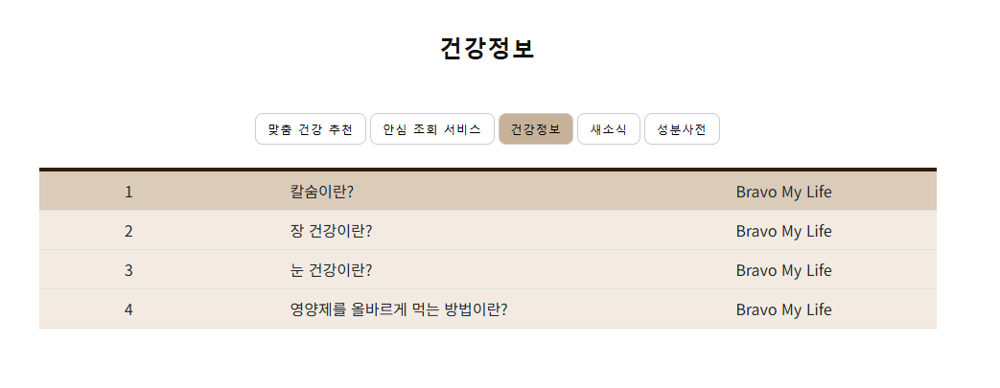 건강정보
맞춤 건강 추천 안심 조회 서비스 건강정보 새소식 성분사전
1 칼슘이란? Bravo My Life
2 장 건강이란? Bravo My Life
3 눈 건강이란? Bravo My Life
4 영양제를 올바르게 먹는 방법이란? Bravo My Life